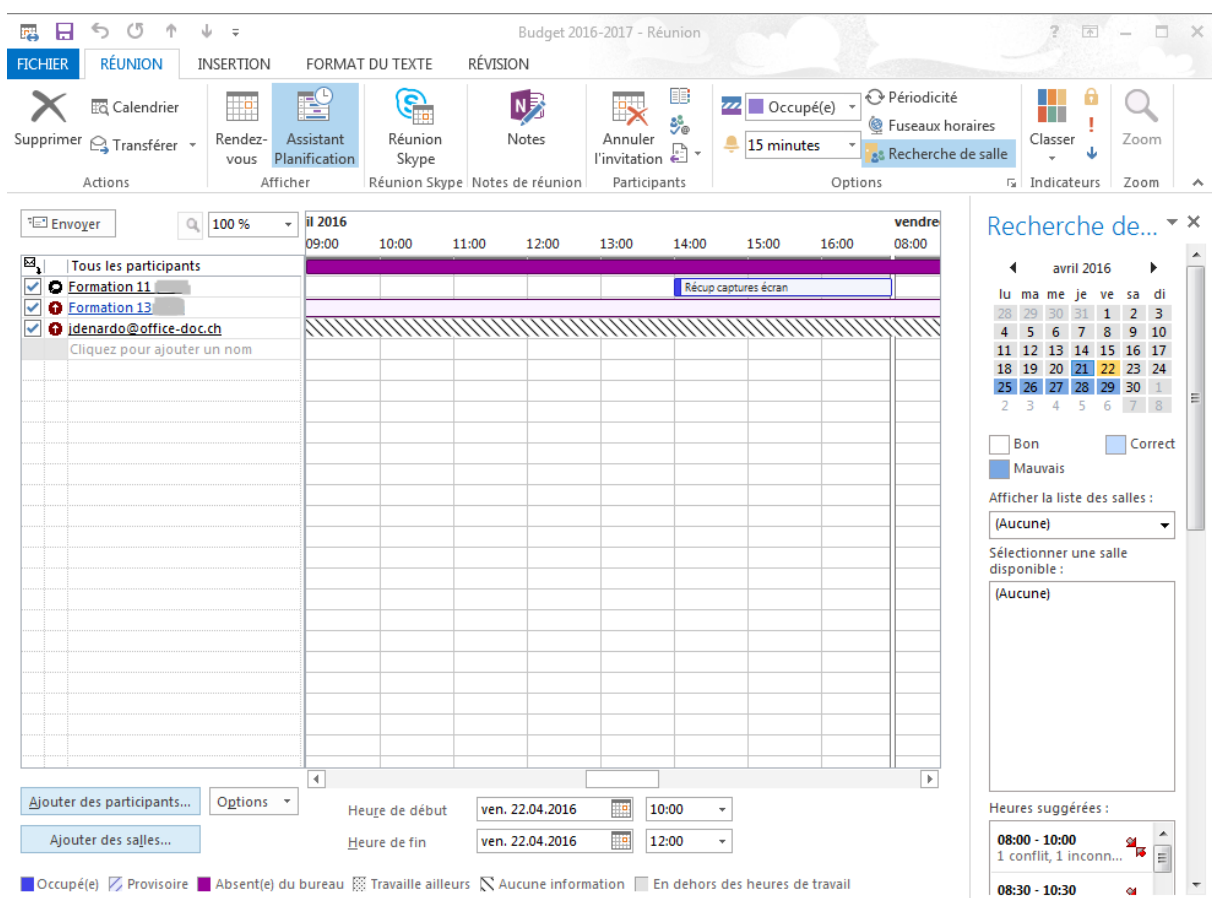 Budget 2016-2017 - Réunion
FICHIER RÉUNION INSERTION FORMAT DU TEXTE RÉVISION
Supprimer
Calendrier
Transférer
Actions
Rendez-vous
Assistant Planification
Afficher
Réunion Skype
Réunion Skype
Notes
Notes de réunion
Annuler l'invitation
Participants
Occupé(e)
15 minutes
Périodicité
Fuseaux horaires
Recherche de salle
Options
Classer
Indicateurs
Zoom
Zoom
Envoyer 100 % il 2016 vendre
09:00 10:00 11:00 12:00 13:00 14:00 15:00 16:00 08:00
Tous les participants
Formation 11 Récup captures écran
Formation 13
jdenardo@office-doc.ch
Cliquez pour ajouter un nom
Ajouter des participants... Options
Ajouter des salles...
Heure de début ven. 22.04.2016 10:00
Heure de fin ven. 22.04.2016 12:00
Occupé(e) Provisoire Absent(e) du bureau Travaille ailleurs Aucune information En dehors des heures de travail
Recherche de...
avril 2016
lu ma me je ve sa di
28 29 30 31 1 2 3
4 5 6 7 8 9 10
11 12 13 14 15 16 17
18 19 20 21 22 23 24
25 26 27 28 29 30 1
2 3 4 5 6 7 8
Bon Correct
Mauvais
Afficher la liste des salles :
(Aucune)
Sélectionner une salle
disponible :
(Aucune)
Heures suggérées :
08:00 - 10:00
1 conflit, 1 inconn...
08:30 - 10:30